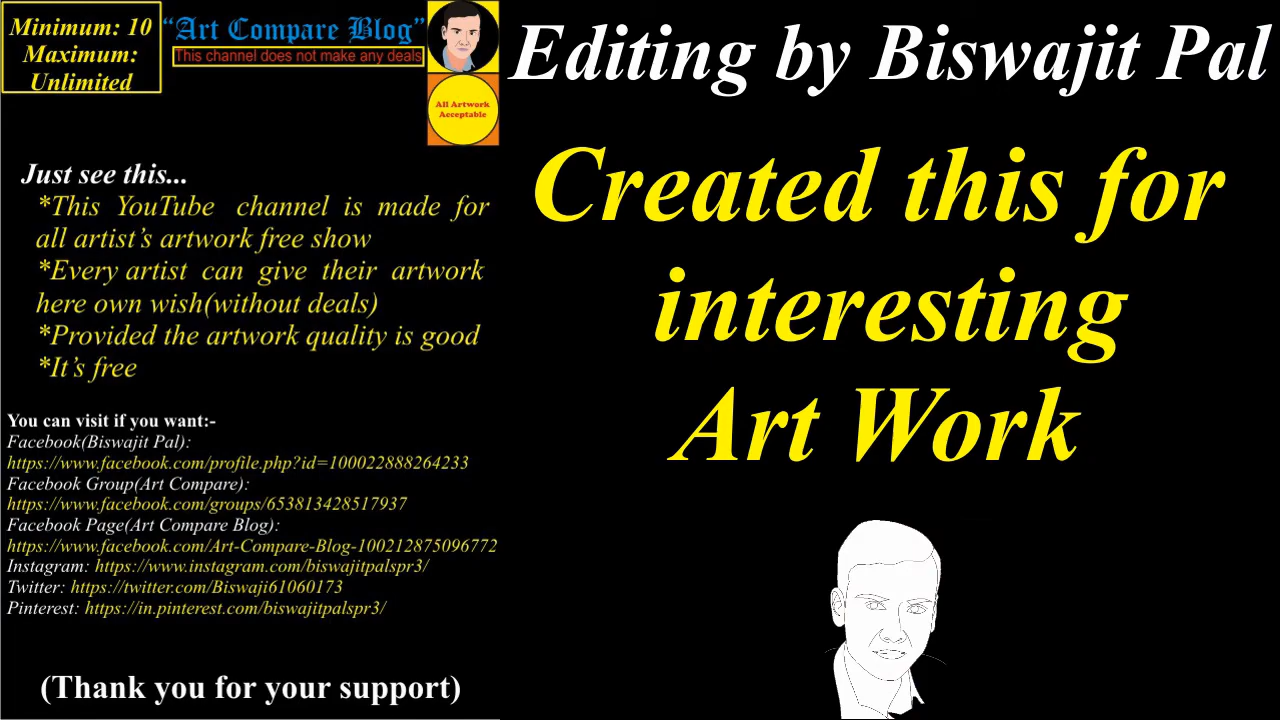 Minimum: 10
Maximum:
Unlimited
“Art Compare Blog”
This channel does not make any deals
All Artwork
Acceptable
Just see this...
*This YouTube channel is made for
all artist’s artwork free show
*Every artist can give their artwork
here own wish(without deals)
*Provided the artwork quality is good
*It’s free
You can visit if you want:-
Facebook(Biswajit Pal):
https://www.facebook.com/profile.php?id=100022888264233
Facebook Group(Art Compare):
https://www.facebook.com/groups/653813428517937
Facebook Page(Art Compare Blog):
https://www.facebook.com/Art-Compare-Blog-100212875096772
Instagram: https://www.instagram.com/biswajitpalspr3/
Twitter: https://twitter.com/Biswaji61060173
Pinterest: https://in.pinterest.com/biswajitpalspr3/
(Thank you for your support)
Editing by Biswajit Pal
Created this for
interesting
Art Work